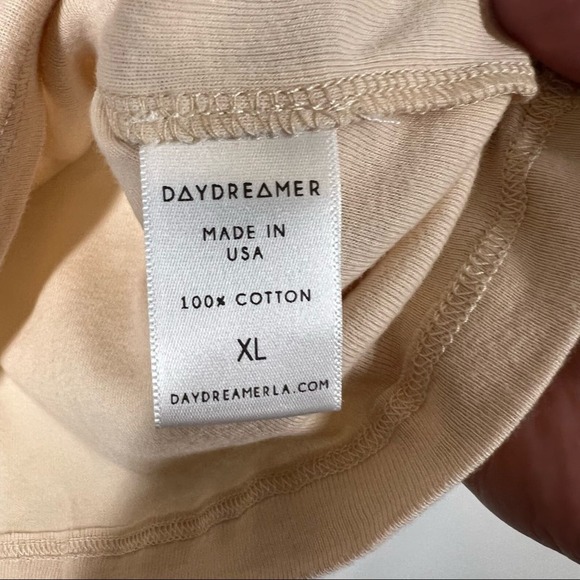 DAYDREAMER
MADE IN
USA
100% COTTON
XL
DAYDREAMERLA.COM